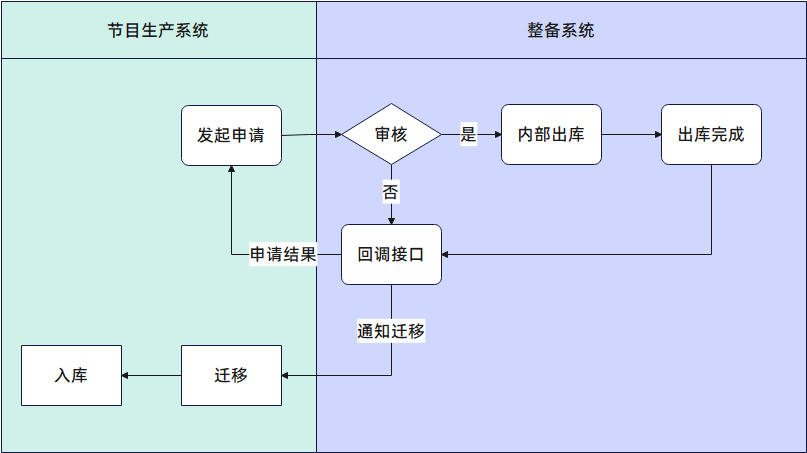 节目生产系统
整备系统
发起申请
审核
是
内部出库
出库完成
否
申请结果
回调接口
通知迁移
入库
迁移